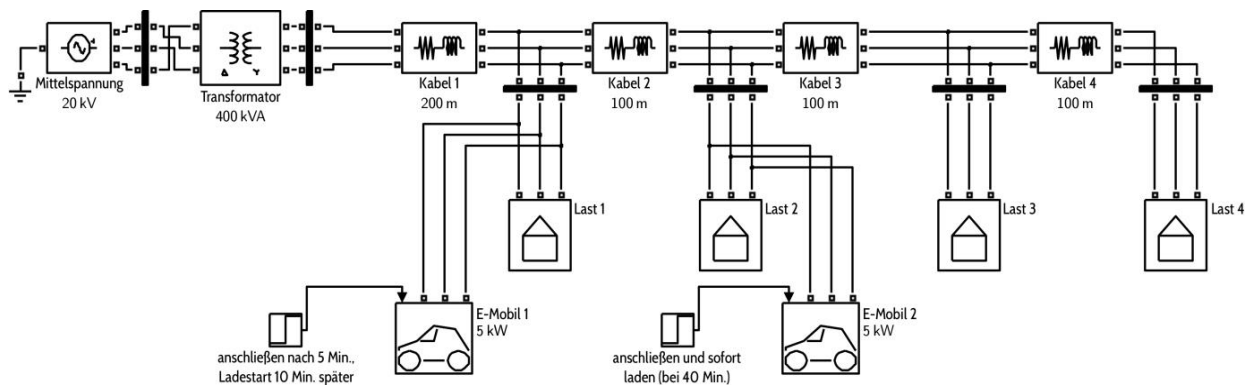 Mittelspannung
20 kV
Transformator
400 kVA
Kabel 1
200 m
Kabel 2
100 m
Kabel 3
100 m
Kabel 4
100 m
Last 1
Last 2
Last 3
Last 4
E-Mobil 1
5 kW
E-Mobil 2
5 kW
anschließen nach 5 Min.,
Ladestart 10 Min. später
anschließen und sofort
laden (bei 40 Min.)